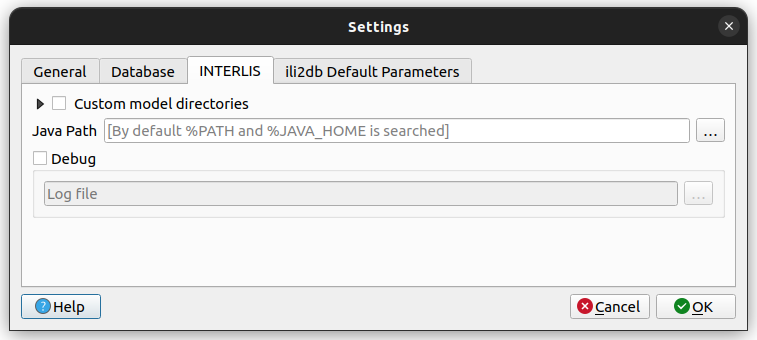 Settings
General Database INTERLIS ili2db Default Parameters
Custom model directories
Java Path [By default %PATH and %JAVA_HOME is searched] ...
Debug
Log file ...
Help Cancel OK